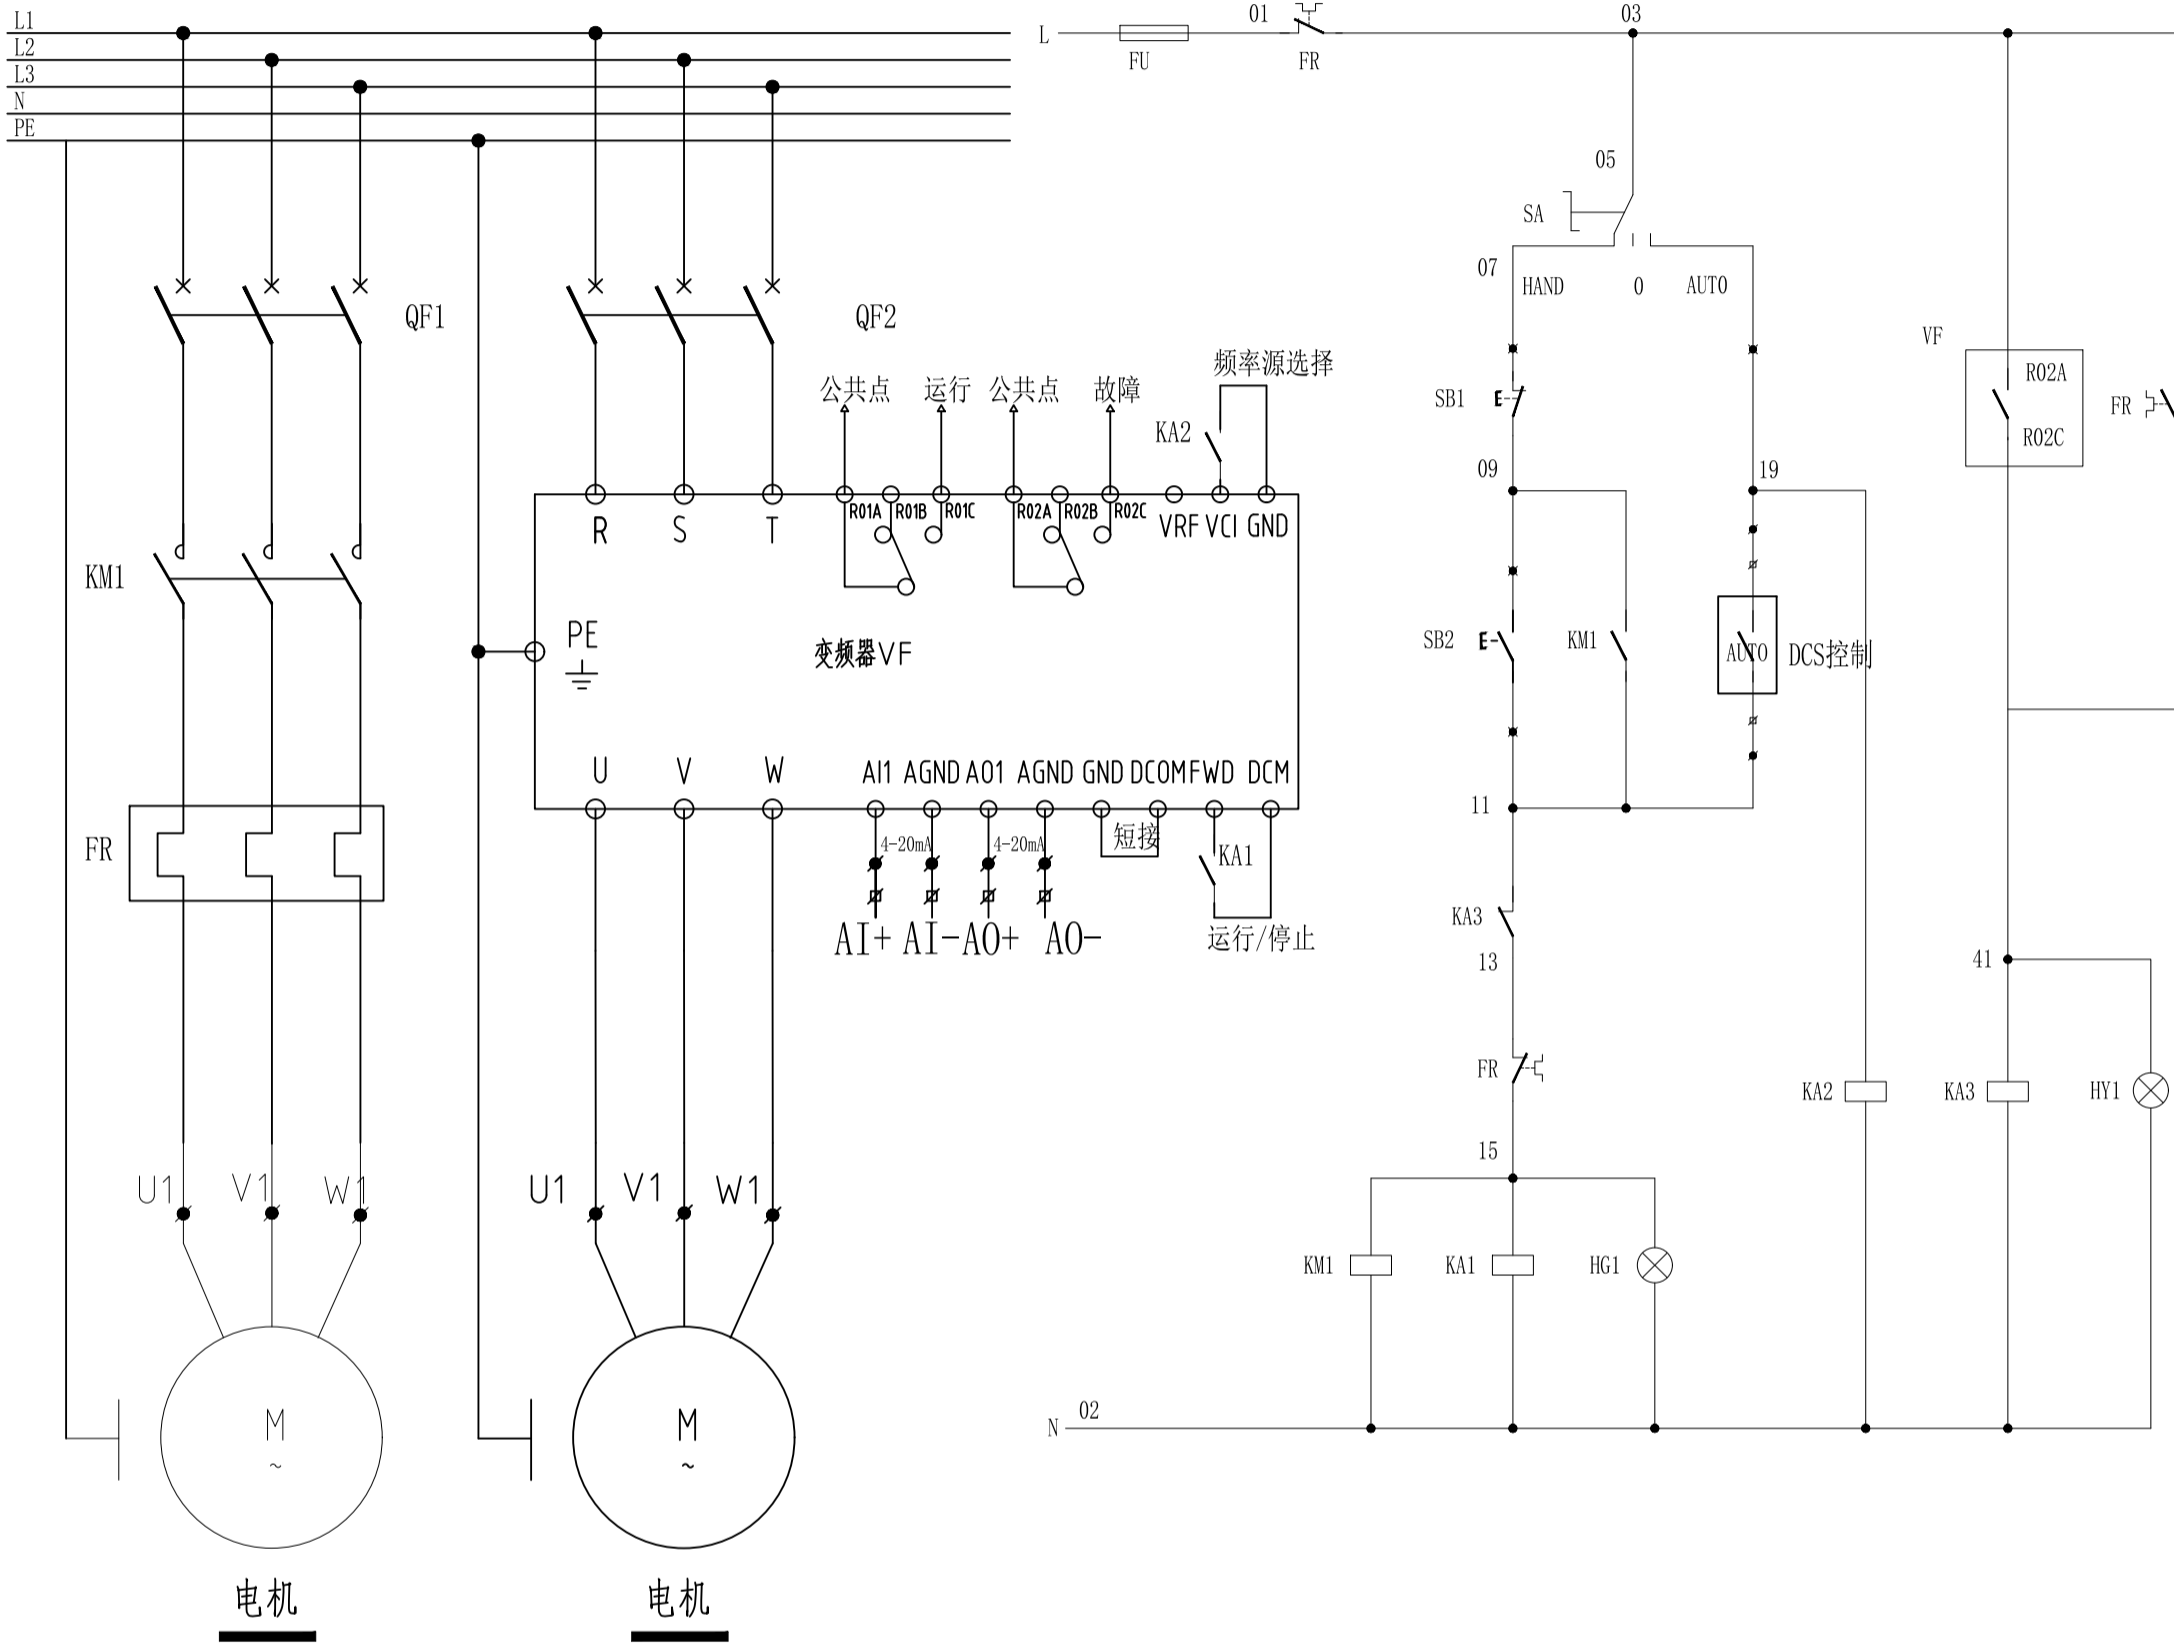 L1
L2
L3
N
PE
L
FU
01
FR
03
05
SA
07
HAND
0
AUTO
QF1
QF2
公共点
运行
公共点
故障
频率源选择
KA2
SB1
VF
R02A
R02C
FR
09
19
R
S
T
R01A
R01B
R01C
R02A
R02B
R02C
VRF
VCI
GND
KM1
PE
变频器VF
SB2
KM1
AUTO
DCS控制
U
V
W
AI1
AGND
AO1
AGND
GND
DCOM
FWD
DCM
11
FR
4-20mA
4-20mA
短接
KA1
AI+
AI-
AO+
AO-
运行/停止
KA3
13
41
FR
KA2
KA3
HY1
15
U1
V1
W1
U1
V1
W1
KM1
KA1
HG1
M
~
M
~
N
02
电机
电机